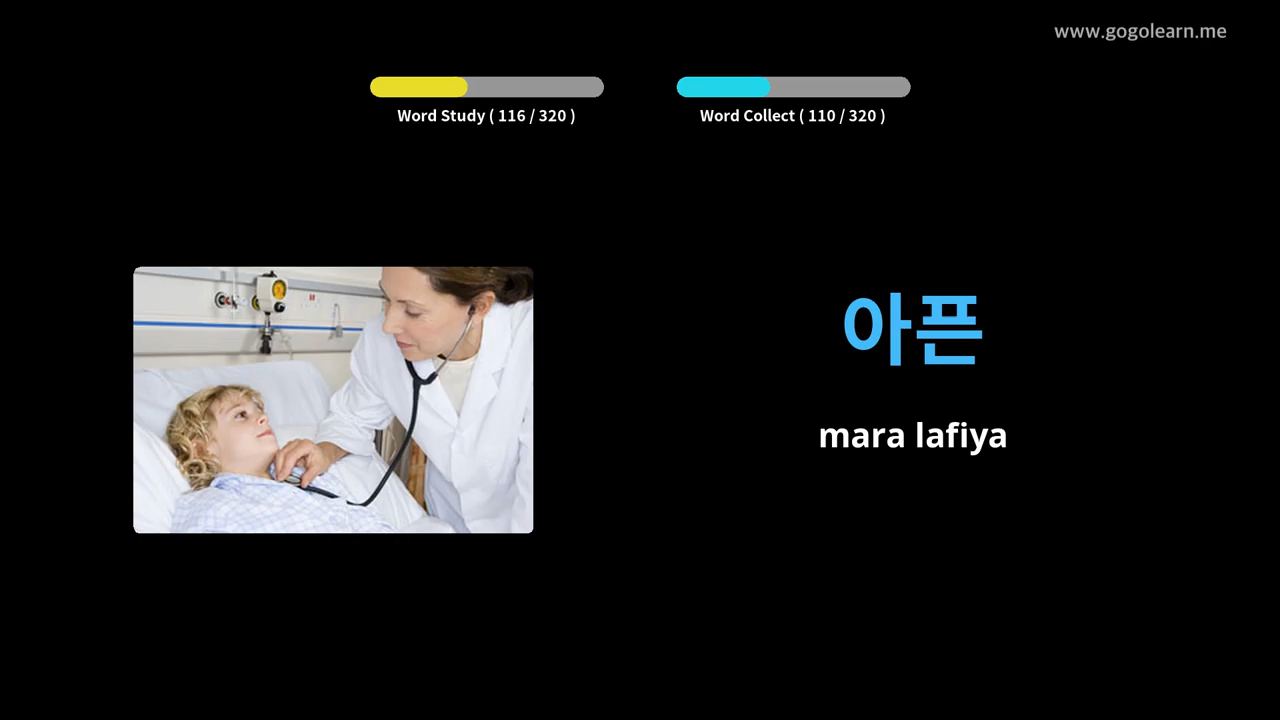 www.gogolearn.me
Word Study ( 116 / 320 )
Word Collect ( 110 / 320 )
아픈
mara lafiya